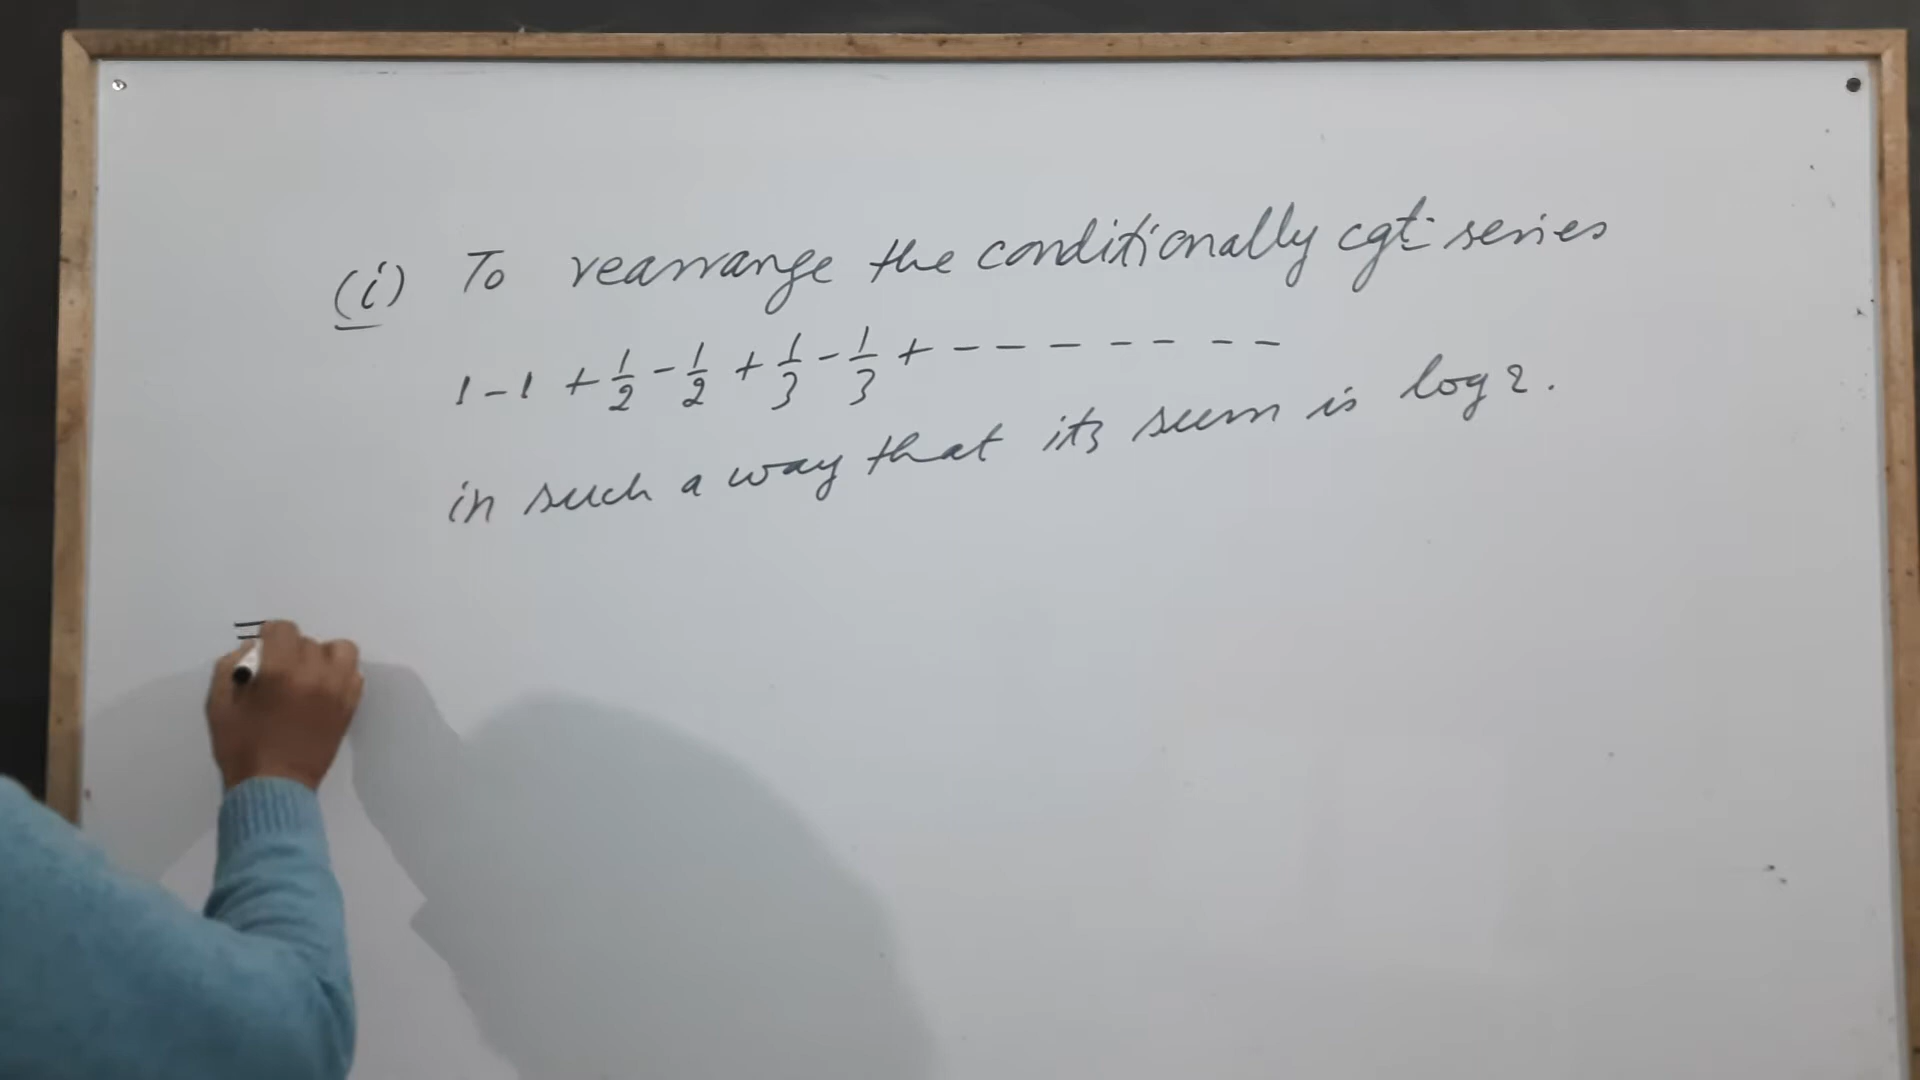 (i) To rearrange the conditionally cgt. series
1 - 1 + 1/2 - 1/2 + 1/3 - 1/3 + - - - - - - - -
in such a way that its sum is log 2.
=